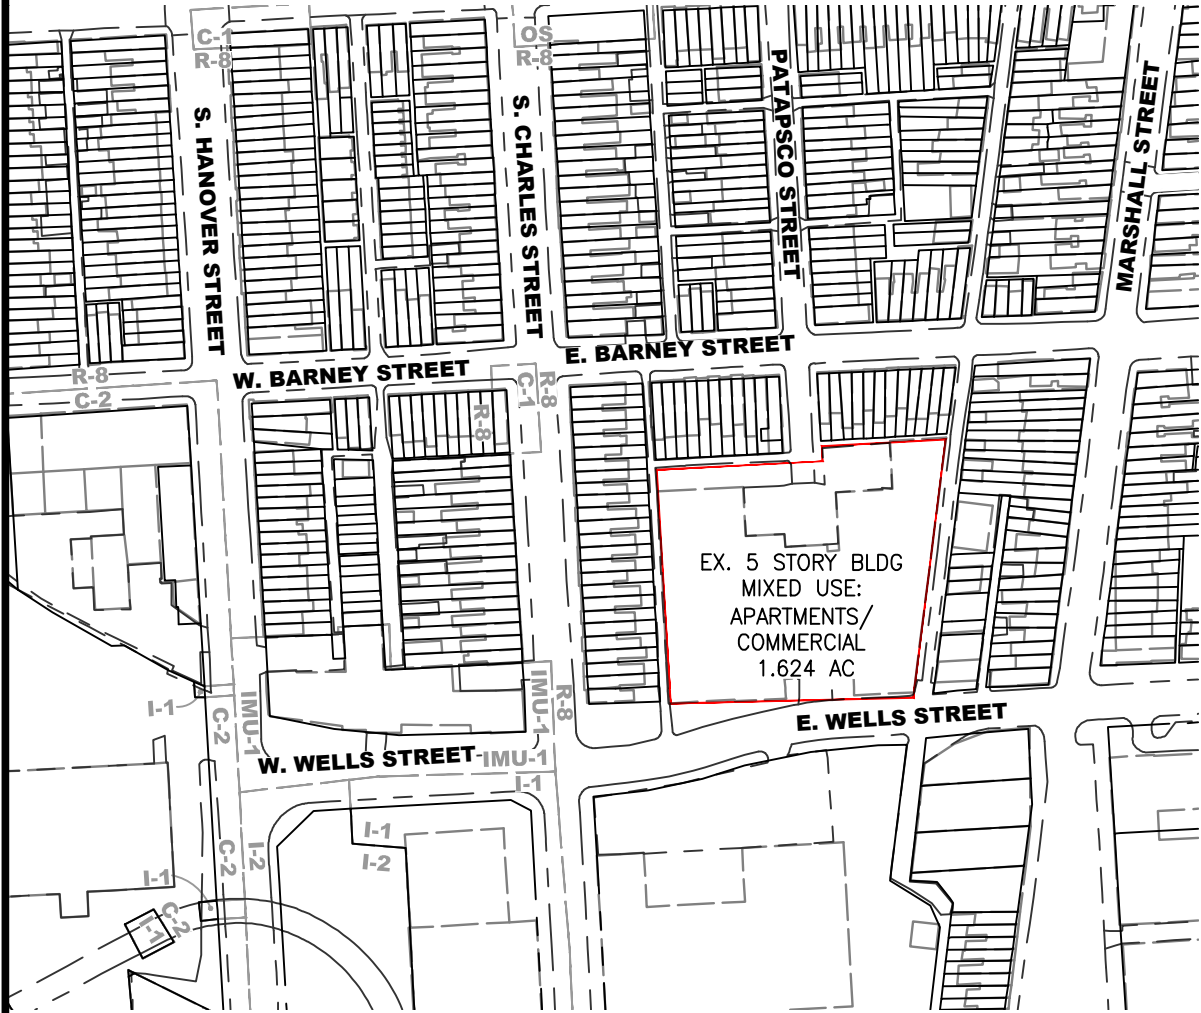 C-1
R-8
OS
R-8
S. HANOVER STREET
S. CHARLES STREET
PATAPSCO STREET
MARSHALL STREET
E. BARNEY STREET
W. BARNEY STREET
R-8
C-2
C-1
R-8
R-8
EX. 5 STORY BLDG
MIXED USE:
APARTMENTS/
COMMERCIAL
1.624 AC
I-1
C-2
IMU-1
IMU-1
R-8
E. WELLS STREET
W. WELLS STREET
IMU-1
I-1
I-1
I-2
C-2
I-2
I-1
C-2
I-1